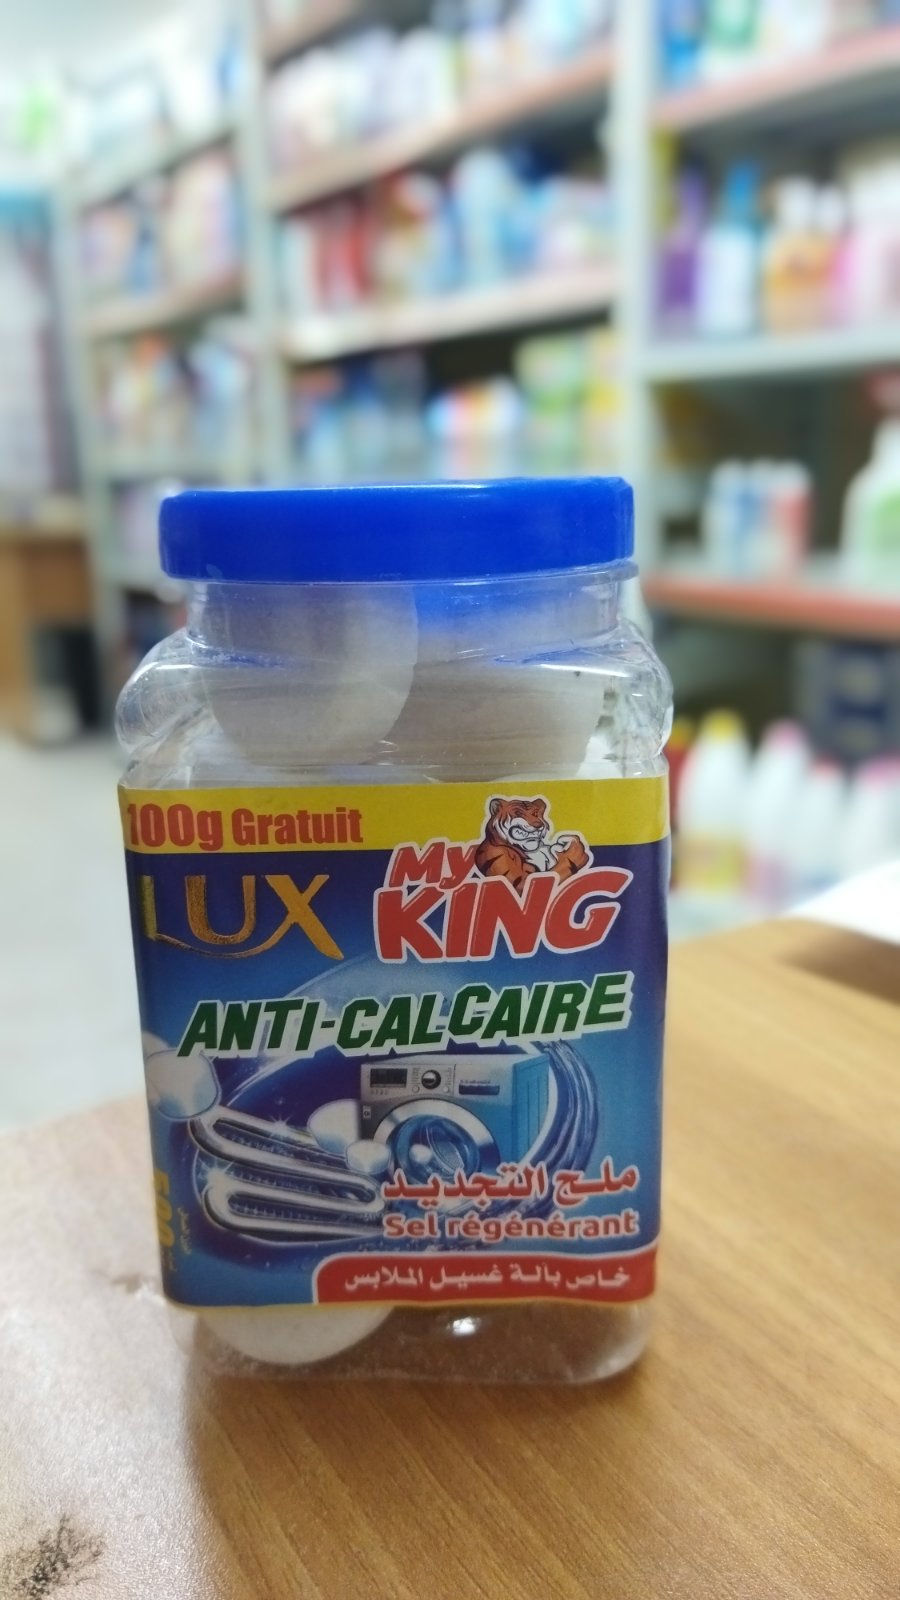 100g Gratuit
LUX
My
KING
ANTI-CALCAIRE
ملح التجديد
Sel régénérant
خاص بآلة غسيل الملابس